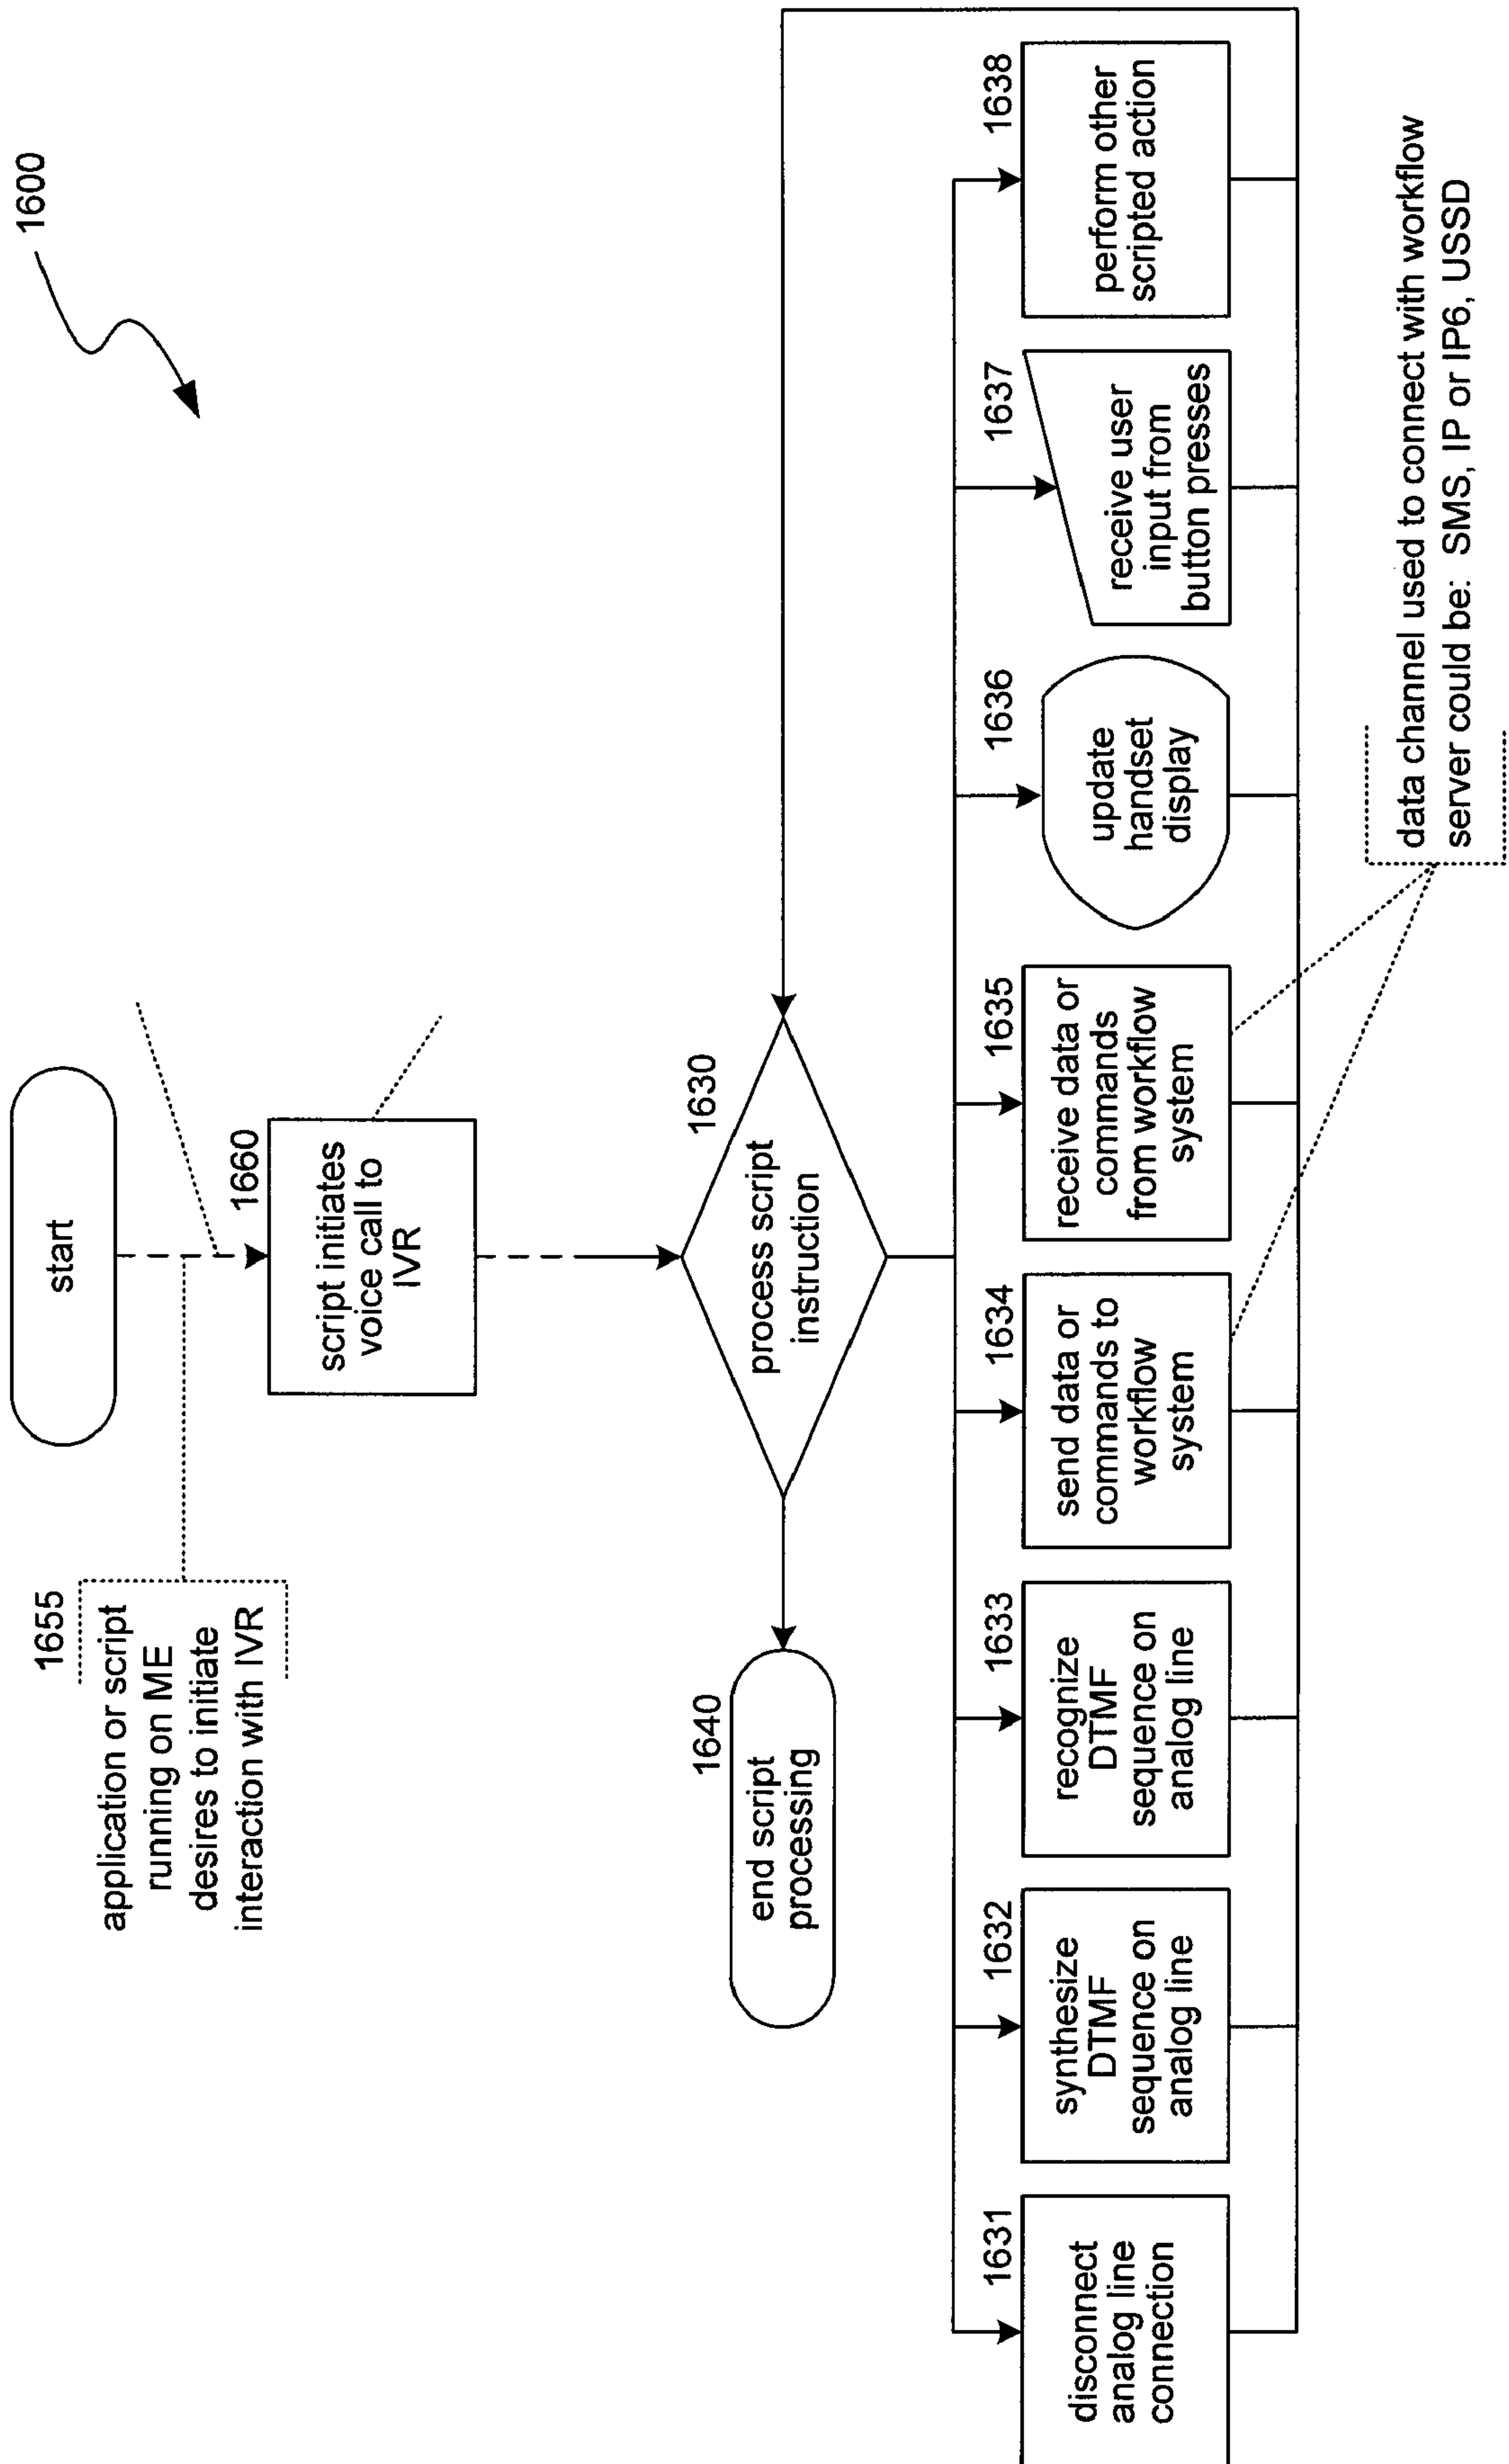 1600
start
1655
application or script
running on ME
desires to initiate
interaction with IVR
1660
script initiates
voice call to
IVR
1630
process script
instruction
1640
end script
processing
1631
disconnect
analog line
connection
1632
synthesize
DTMF
sequence on
analog line
1633
recognize
DTMF
sequence on
analog line
1634
send data or
commands to
workflow
system
1635
receive data or
commands
from workflow
system
1636
update
handset
display
1637
receive user
input from
button presses
1638
perform other
scripted action
data channel used to connect with workflow
server could be: SMS, IP or IP6, USSD